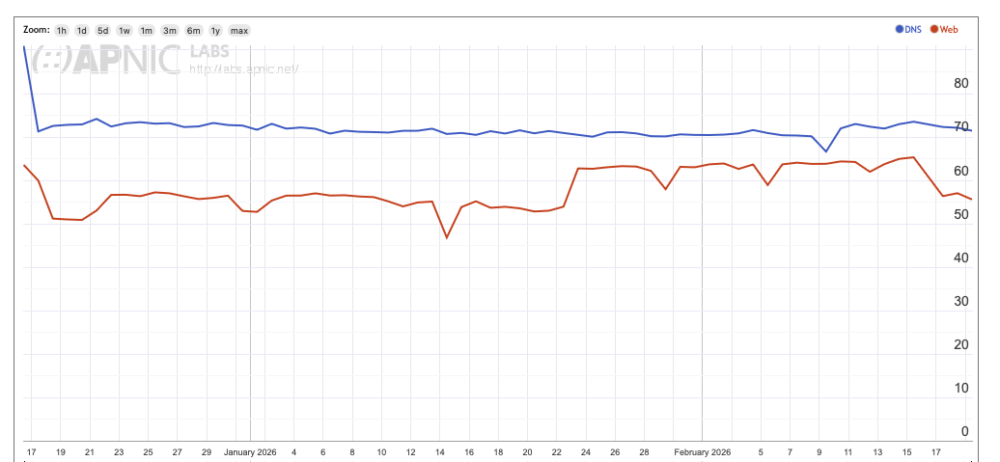 Zoom: 1h 1d 5d 1w 1m 3m 6m 1y max
DNS Web
(::)APNIC LABS
http://labs.apnic.net/
80
70
60
50
40
30
20
10
0
17 19 21 23 25 27 29 January 2026 4 6 8 10 12 14 16 18 20 22 24 26 28 February 2026 5 7 9 11 13 15 17